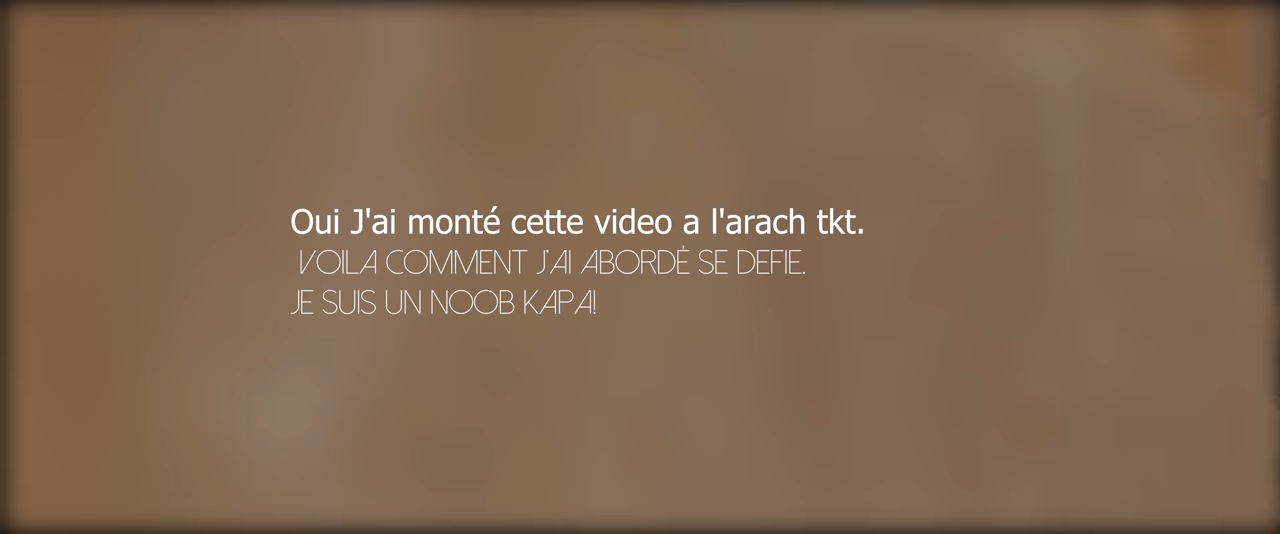 Oui J'ai monté cette video a l'arach tkt.
VOILA COMMENT J'AI ABORDÉ SE DEFIE.
JE SUIS UN NOOB KAPA!